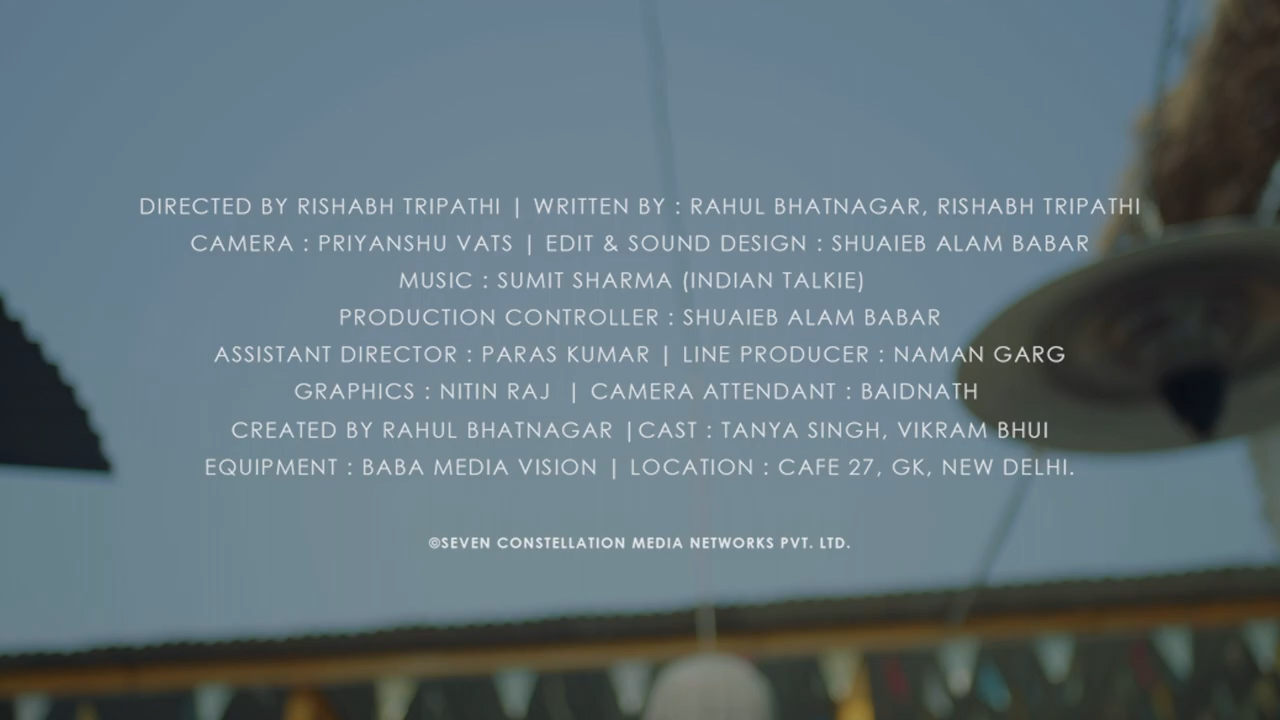 DIRECTED BY RISHABH TRIPATHI | WRITTEN BY : RAHUL BHATNAGAR, RISHABH TRIPATHI
CAMERA : PRIYANSHU VATS | EDIT & SOUND DESIGN : SHUAIEB ALAM BABAR
MUSIC : SUMIT SHARMA (INDIAN TALKIE)
PRODUCTION CONTROLLER : SHUAIEB ALAM BABAR
ASSISTANT DIRECTOR : PARAS KUMAR | LINE PRODUCER : NAMAN GARG
GRAPHICS : NITIN RAJ | CAMERA ATTENDANT : BAIDNATH
CREATED BY RAHUL BHATNAGAR |CAST : TANYA SINGH, VIKRAM BHUI
EQUIPMENT : BABA MEDIA VISION | LOCATION : CAFE 27, GK, NEW DELHI.
©SEVEN CONSTELLATION MEDIA NETWORKS PVT. LTD.